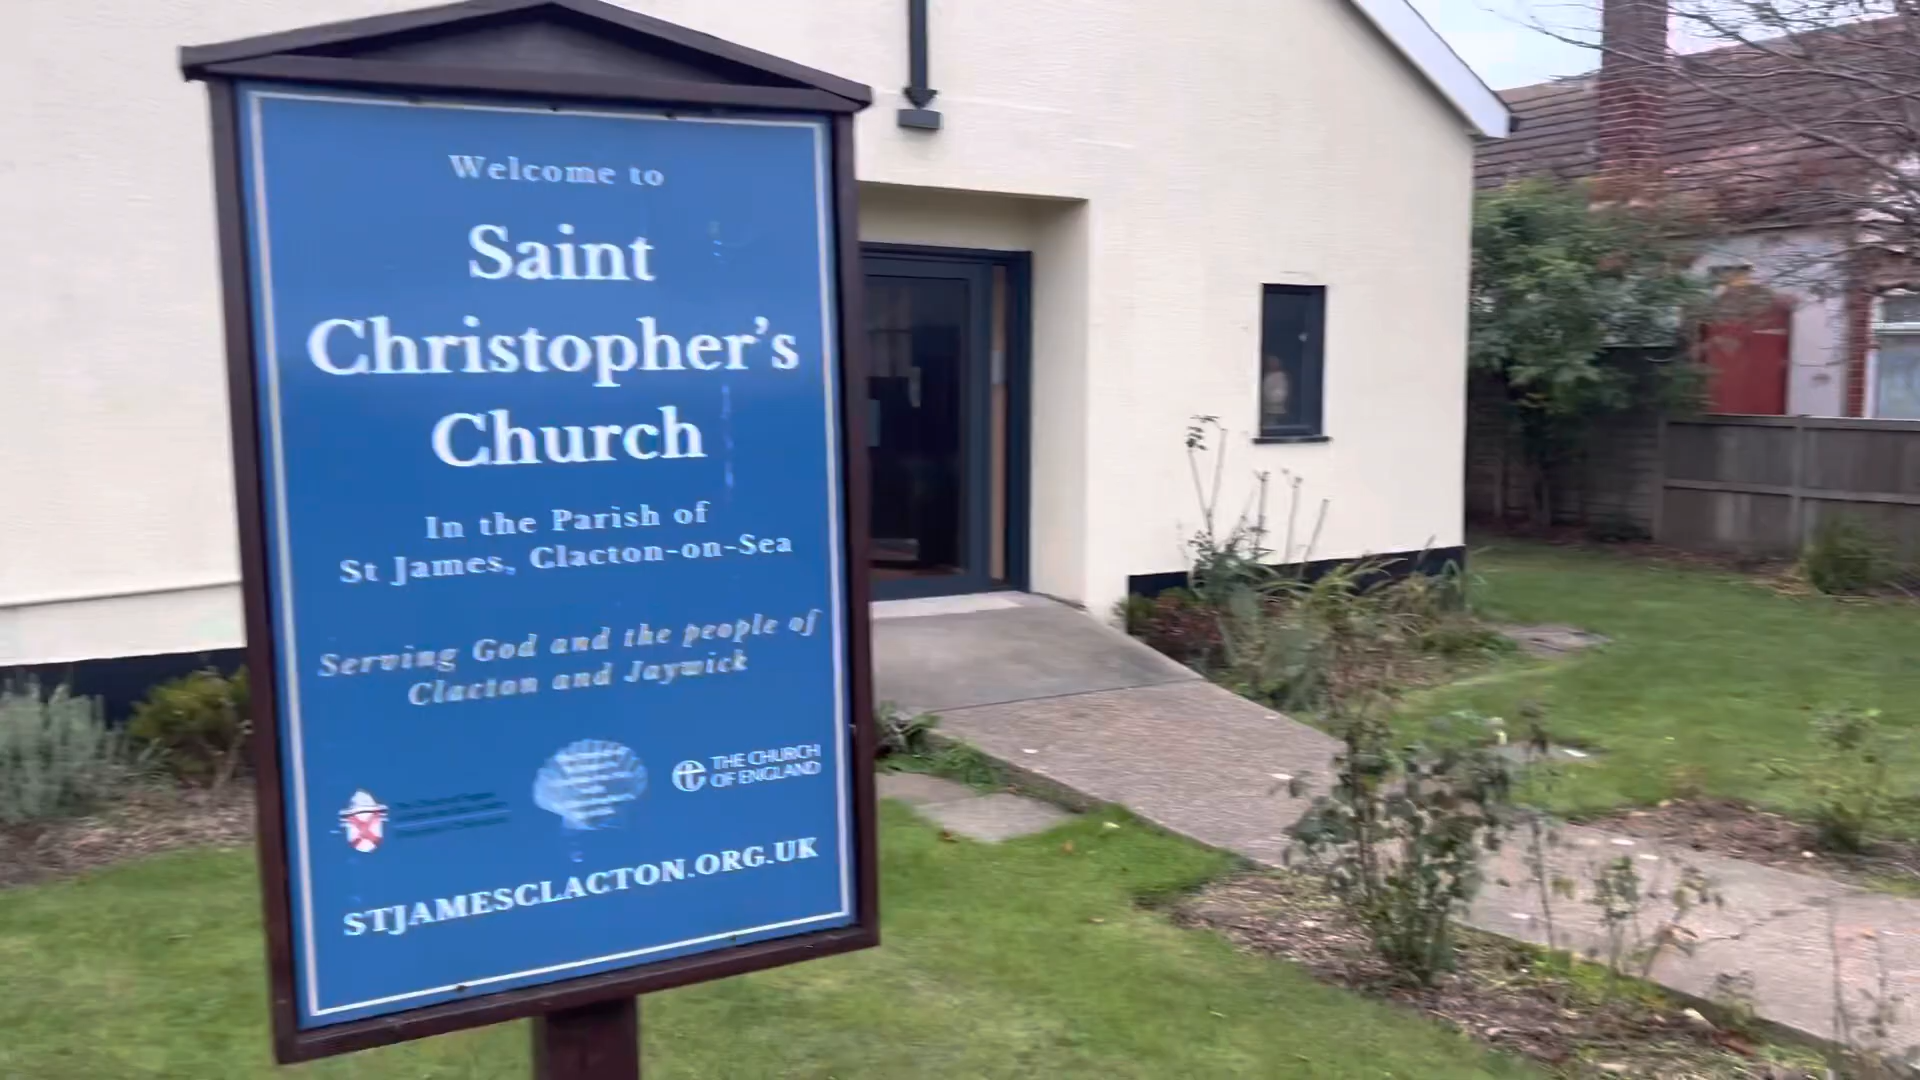 Welcome to
Saint
Christopher's
Church
In the Parish of
St James, Clacton-on-Sea
Serving God and the people of
Clacton and Jaywick
THE CHURCH
OF ENGLAND
STJAMESCLACTON.ORG.UK